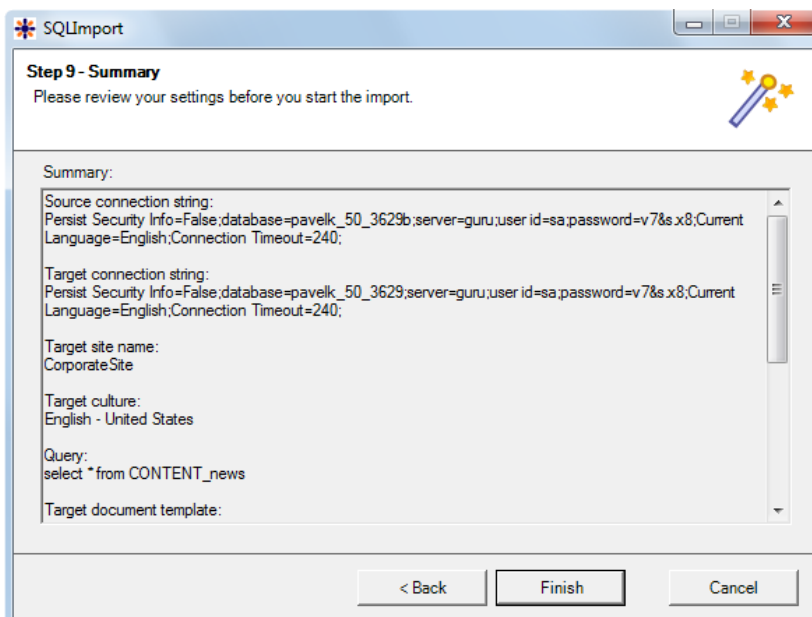 SQLImport
Step 9 - Summary
Please review your settings before you start the import.
Summary:
Source connection string:
Persist Security Info=False;database=pavelk_50_3629b;server=guru;user id=sa;password=v7&s.x8;Current
Language=English;Connection Timeout=240;
Target connection string:
Persist Security Info=False;database=pavelk_50_3629;server=guru;user id=sa;password=v7&s.x8;Current
Language=English;Connection Timeout=240;
Target site name:
CorporateSite
Target culture:
English - United States
Query:
select * from CONTENT_news
Target document template:
< Back Finish Cancel